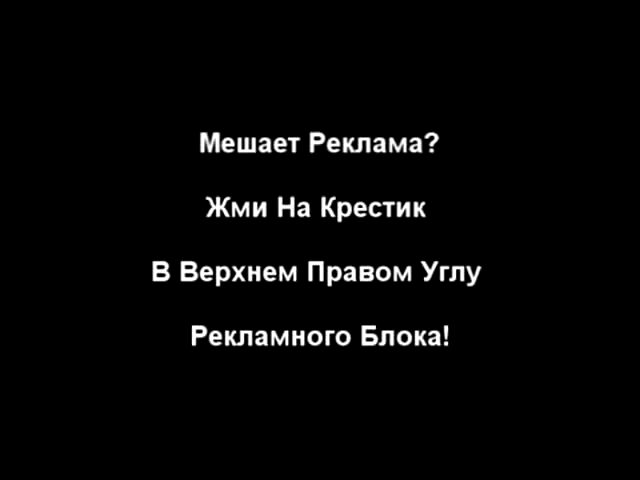 Мешает Реклама?
Жми На Крестик
В Верхнем Правом Углу
Рекламного Блока!